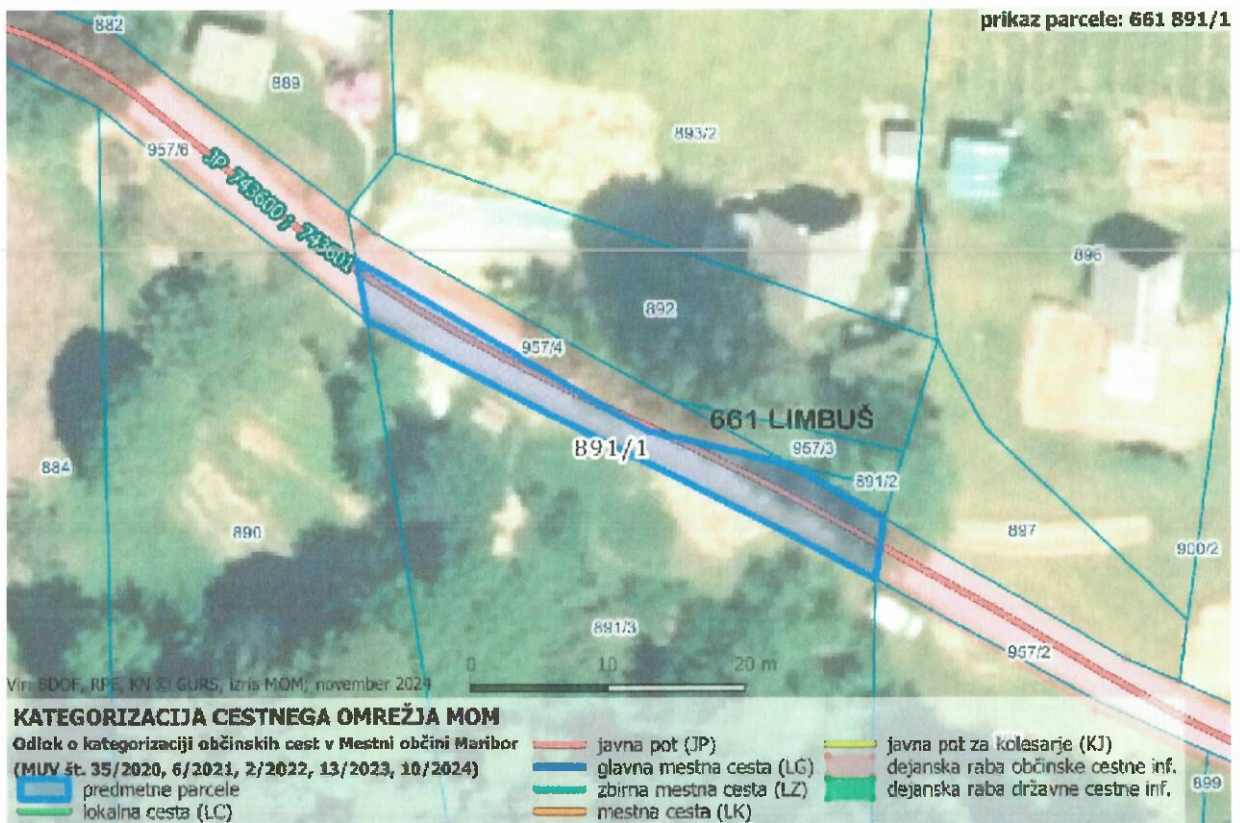 prikaz parcele: 661 891/1
882
889
893/2
957/6
JP 743600 ; 743601
896
892
957/4
661 LIMBUŠ
891/1
957/3
884
891/2
890
897
900/2
891/3
0 10 20 m
957/2
Vir: BDOF, RPE, KN © GURS, izris MOM; november 2024
KATEGORIZACIJA CESTNEGA OMREŽJA MOM
Odlok o kategorizaciji občinskih cest v Mestni občini Maribor
(MUV št. 35/2020, 6/2021, 2/2022, 13/2023, 10/2024)
predmetne parcele
lokalna cesta (LC)
javna pot (JP)
glavna mestna cesta (LG)
zbirna mestna cesta (LZ)
mestna cesta (LK)
javna pot za kolesarje (KJ)
dejanska raba občinske cestne inf.
dejanska raba državne cestne inf.
899